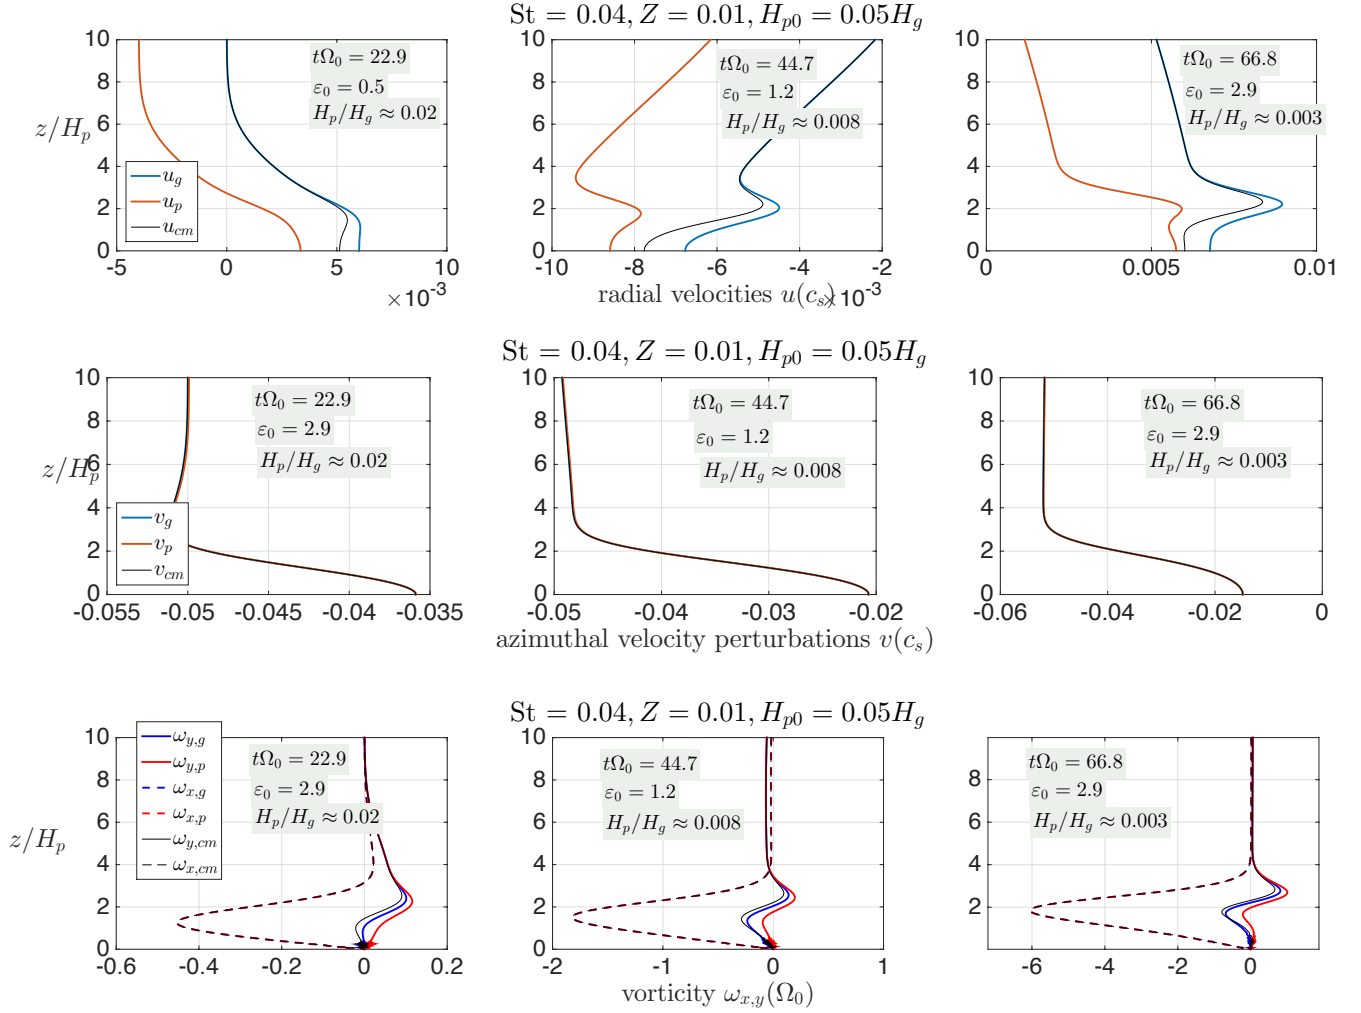 St = 0.04, Z = 0.01, H_{p0} = 0.05H_g
10
8
6
4
2
0
z/H_p
tΩ_0 = 22.9
ε_0 = 0.5
H_p/H_g ≈ 0.02
u_g
u_p
u_{cm}
-5 0 5 10
×10^{-3}
10
8
6
4
2
0
tΩ_0 = 44.7
ε_0 = 1.2
H_p/H_g ≈ 0.008
-10 -8 -6 -4 -2
×10^{-3}
radial velocities u(c_s)
10
8
6
4
2
0
tΩ_0 = 66.8
ε_0 = 2.9
H_p/H_g ≈ 0.003
0 0.005 0.01
St = 0.04, Z = 0.01, H_{p0} = 0.05H_g
10
8
6
4
2
0
z/H_p
tΩ_0 = 22.9
ε_0 = 2.9
H_p/H_g ≈ 0.02
v_g
v_p
v_{cm}
-0.055 -0.05 -0.045 -0.04 -0.035
10
8
6
4
2
0
tΩ_0 = 44.7
ε_0 = 1.2
H_p/H_g ≈ 0.008
-0.05 -0.04 -0.03 -0.02
azimuthal velocity perturbations v(c_s)
10
8
6
4
2
0
tΩ_0 = 66.8
ε_0 = 2.9
H_p/H_g ≈ 0.003
-0.06 -0.04 -0.02 0
St = 0.04, Z = 0.01, H_{p0} = 0.05H_g
10
8
6
4
2
0
z/H_p
ω_{y,g}
ω_{y,p}
ω_{x,g}
ω_{x,p}
ω_{y,cm}
ω_{x,cm}
tΩ_0 = 22.9
ε_0 = 2.9
H_p/H_g ≈ 0.02
-0.6 -0.4 -0.2 0 0.2
10
8
6
4
2
0
tΩ_0 = 44.7
ε_0 = 1.2
H_p/H_g ≈ 0.008
-2 -1 0 1
vorticity ω_{x,y}(Ω_0)
10
8
6
4
2
0
tΩ_0 = 66.8
ε_0 = 2.9
H_p/H_g ≈ 0.003
-6 -4 -2 0